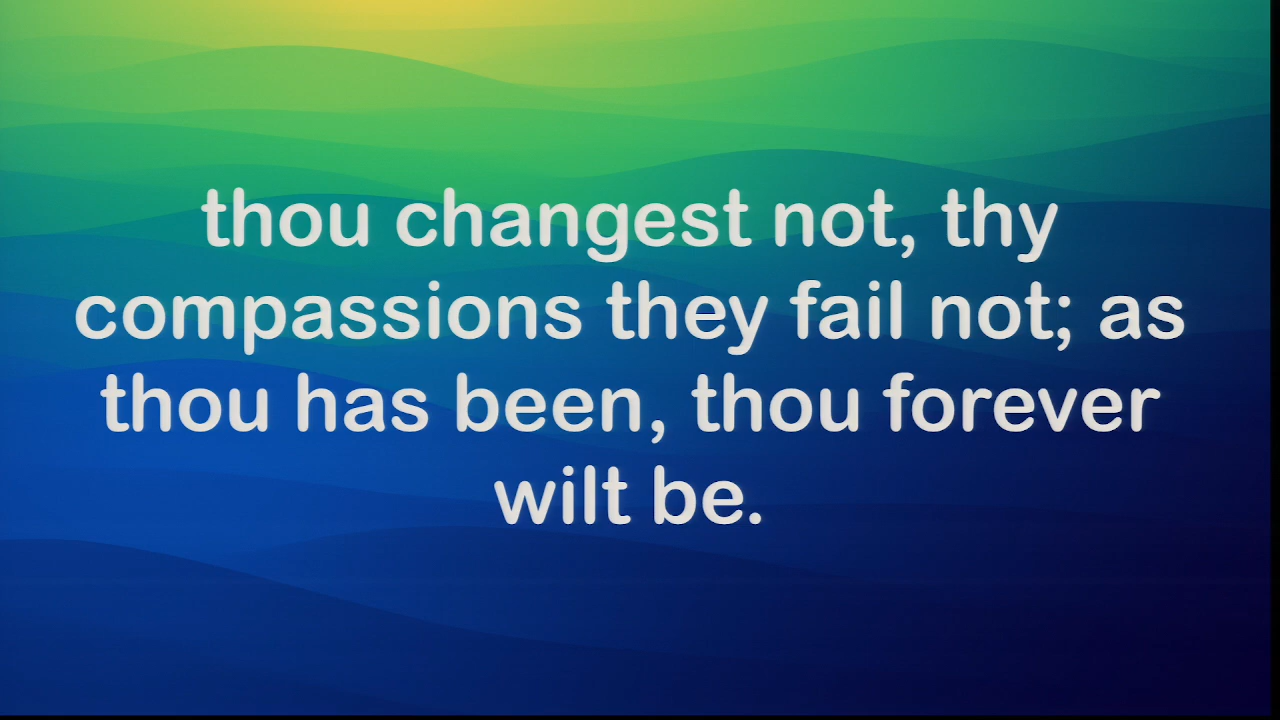 thou changest not, thy
compassions they fail not; as
thou has been, thou forever
wilt be.